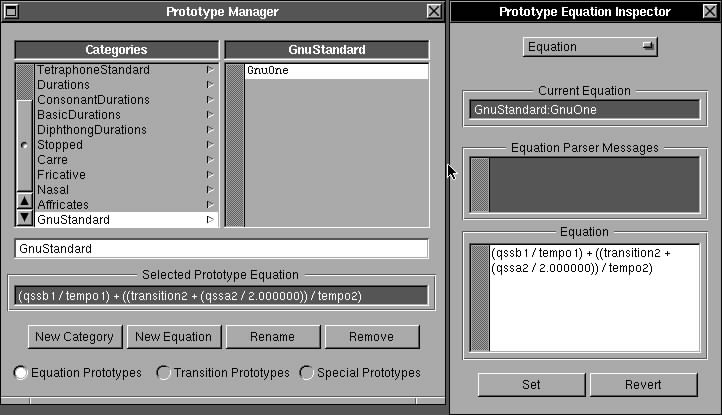 Prototype Manager
Categories
GnuStandard
TetraphoneStandard
Durations
ConsonantDurations
BasicDurations
DiphthongDurations
Stopped
Carre
Fricative
Nasal
Affricates
GnuStandard
GnuOne
GnuStandard
Selected Prototype Equation
(qssb1 / tempo1) + ((transition2 + (qssa2 / 2.000000)) / tempo2)
New Category
New Equation
Rename
Remove
Equation Prototypes
Transition Prototypes
Special Prototypes
Prototype Equation Inspector
Equation
Current Equation
GnuStandard:GnuOne
Equation Parser Messages
Equation
(qssb1 / tempo1) + ((transition2 +
(qssa2 / 2.000000)) / tempo2)
Set
Revert